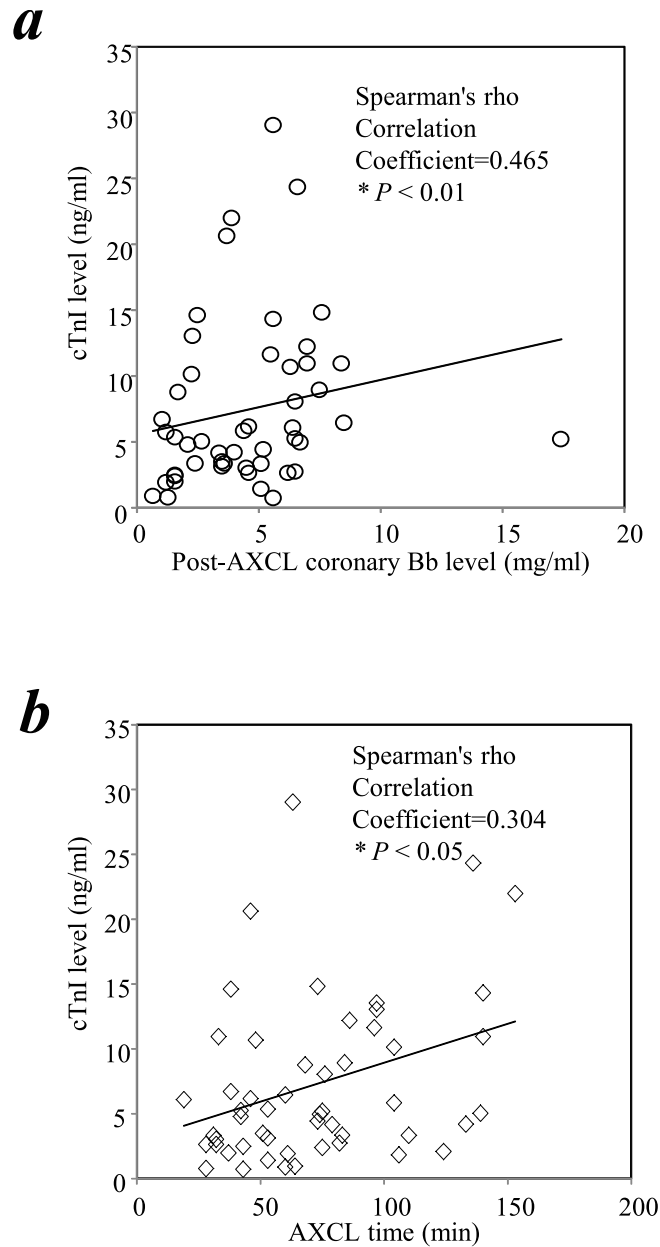 a
35
30
25
20
15
10
5
0
cTnI level (ng/ml)
Spearman's rho
Correlation
Coefficient=0.465
* P < 0.01
0 5 10 15 20
Post-AXCL coronary Bb level (mg/ml)
b
35
30
25
20
15
10
5
0
cTnI level (ng/ml)
Spearman's rho
Correlation
Coefficient=0.304
* P < 0.05
0 50 100 150 200
AXCL time (min)